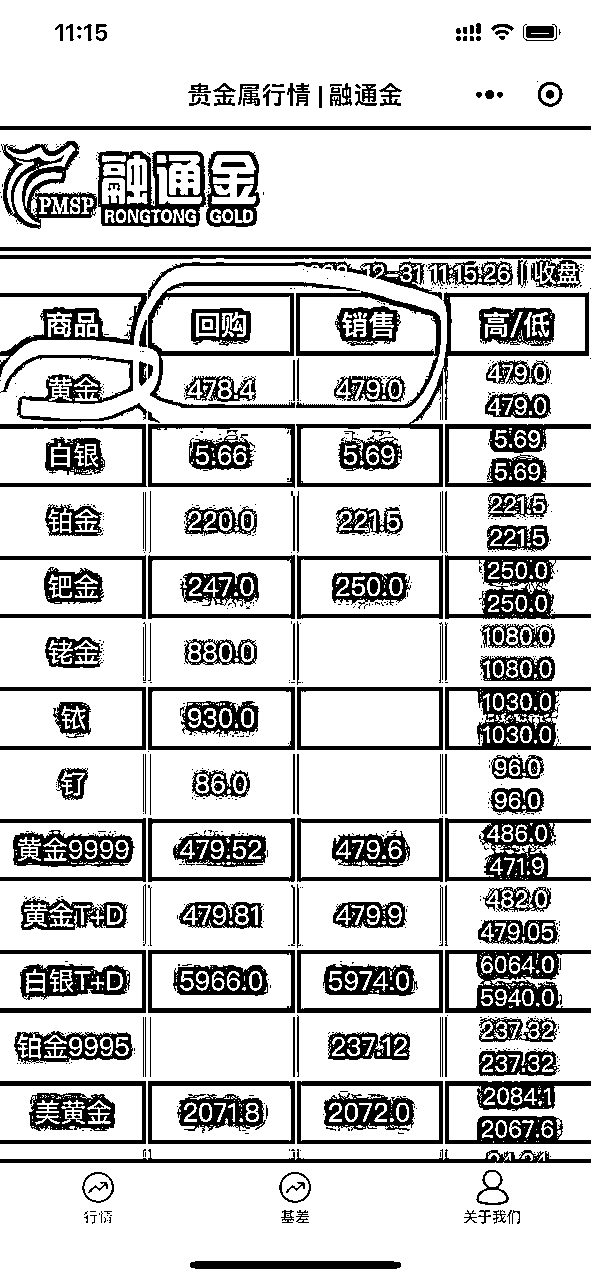 11:15
贵金属行情 | 融通金
融通金
PMSP RONGTONG GOLD
12-31 11:15:26 | 收盘
商品 回购 销售 高/低
黄金 478.4 479.0 479.0
479.0
白银 5.66 5.69 5.69
5.69
铂金 220.0 221.5 221.5
221.5
钯金 247.0 250.0 250.0
250.0
铑金 880.0 1080.0
1080.0
铱 930.0 1030.0
1030.0
钌 86.0 96.0
96.0
黄金9999 479.52 479.6 486.0
471.9
黄金T+D 479.81 479.9 482.0
479.05
白银T+D 5966.0 5974.0 6064.0
5940.0
铂金9995 237.12 237.32
237.32
美黄金 2071.8 2072.0 2084.1
2067.6
行情 基差 关于我们